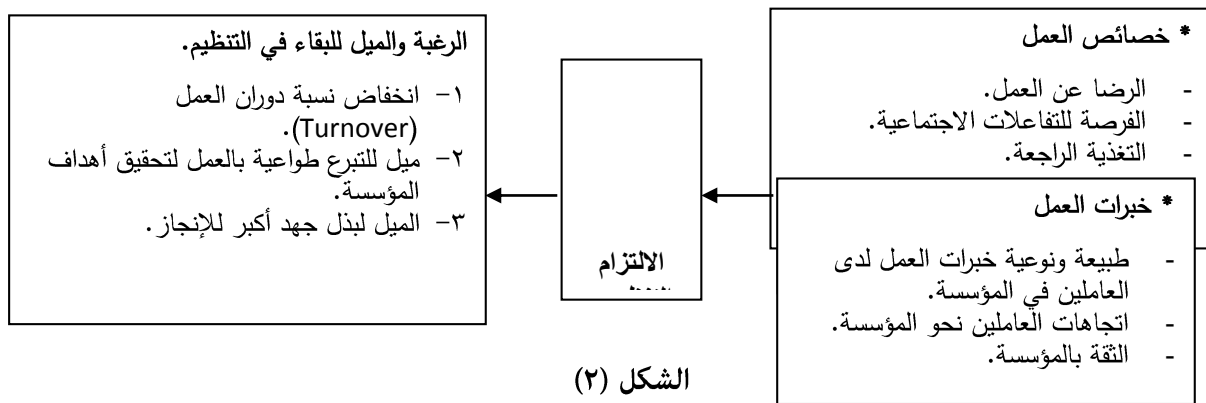 * خصائص العمل
- الرضا عن العمل.
- الفرصة للتفاعلات الاجتماعية.
- التغذية الراجعة.
* خبرات العمل
- طبيعة ونوعية خبرات العمل لدى
العاملين في المؤسسة.
- اتجاهات العاملين نحو المؤسسة.
- الثقة بالمؤسسة.
الالتزام
الرغبة والميل للبقاء في التنظيم.
١- انخفاض نسبة دوران العمل
(Turnover).
٢- ميل للتبرع طواعية بالعمل لتحقيق أهداف
المؤسسة.
٣- الميل لبذل جهد أكبر للإنجاز.
الشكل (٢)